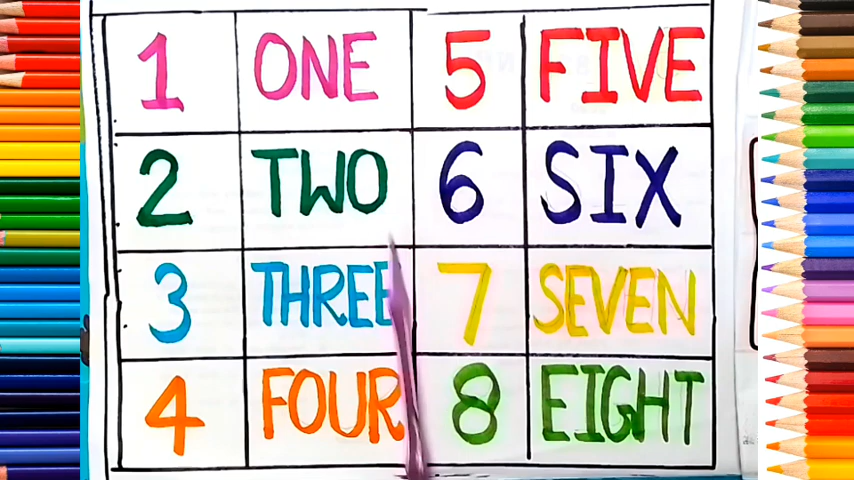 1 ONE 5 FIVE
2 TWO 6 SIX
3 THREE 7 SEVEN
4 FOUR 8 EIGHT